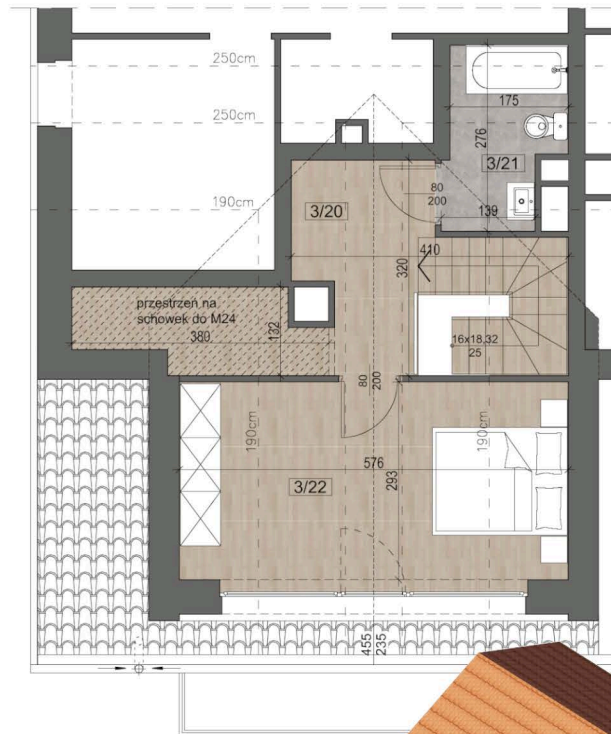 250cm
250cm
175
276
3/21
80
200
139
190cm
3/20
410
320
przestrzeń na
schowek do M24
380
132
16x18,32
25
80
200
190cm
190cm
576
293
3/22
455
235